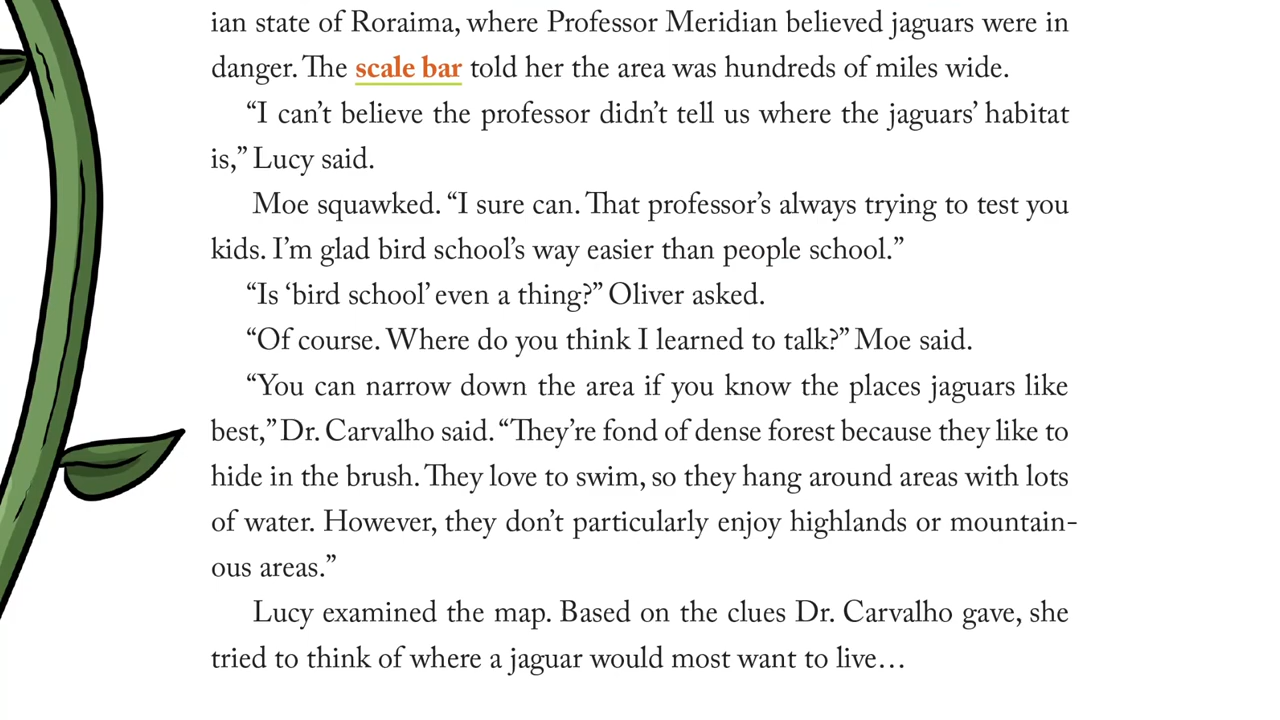 ian state of Roraima, where Professor Meridian believed jaguars were in
danger. The scale bar told her the area was hundreds of miles wide.
“I can’t believe the professor didn’t tell us where the jaguars’ habitat
is,” Lucy said.
Moe squawked. “I sure can. That professor’s always trying to test you
kids. I’m glad bird school’s way easier than people school.”
“Is ‘bird school’ even a thing?” Oliver asked.
“Of course. Where do you think I learned to talk?” Moe said.
“You can narrow down the area if you know the places jaguars like
best,” Dr. Carvalho said. “They’re fond of dense forest because they like to
hide in the brush. They love to swim, so they hang around areas with lots
of water. However, they don’t particularly enjoy highlands or mountain-
ous areas.”
Lucy examined the map. Based on the clues Dr. Carvalho gave, she
tried to think of where a jaguar would most want to live…